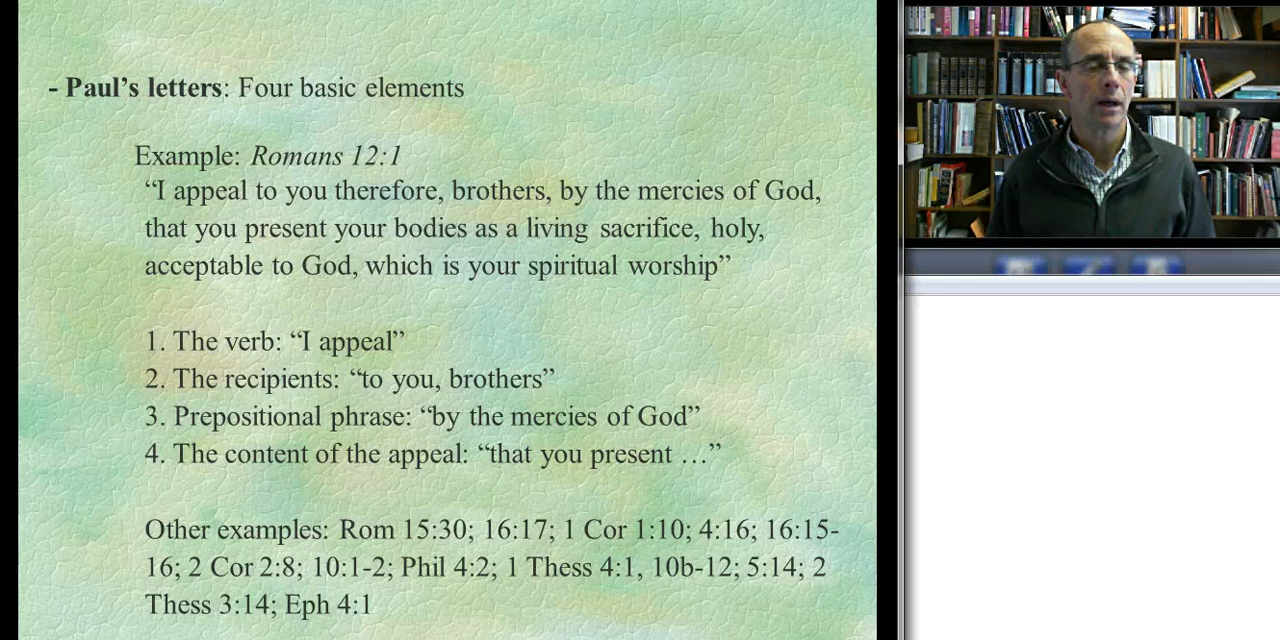 - Paul’s letters: Four basic elements
Example: Romans 12:1
“I appeal to you therefore, brothers, by the mercies of God,
that you present your bodies as a living sacrifice, holy,
acceptable to God, which is your spiritual worship”
1. The verb: “I appeal”
2. The recipients: “to you, brothers”
3. Prepositional phrase: “by the mercies of God”
4. The content of the appeal: “that you present …”
Other examples: Rom 15:30; 16:17; 1 Cor 1:10; 4:16; 16:15-
16; 2 Cor 2:8; 10:1-2; Phil 4:2; 1 Thess 4:1, 10b-12; 5:14; 2
Thess 3:14; Eph 4:1